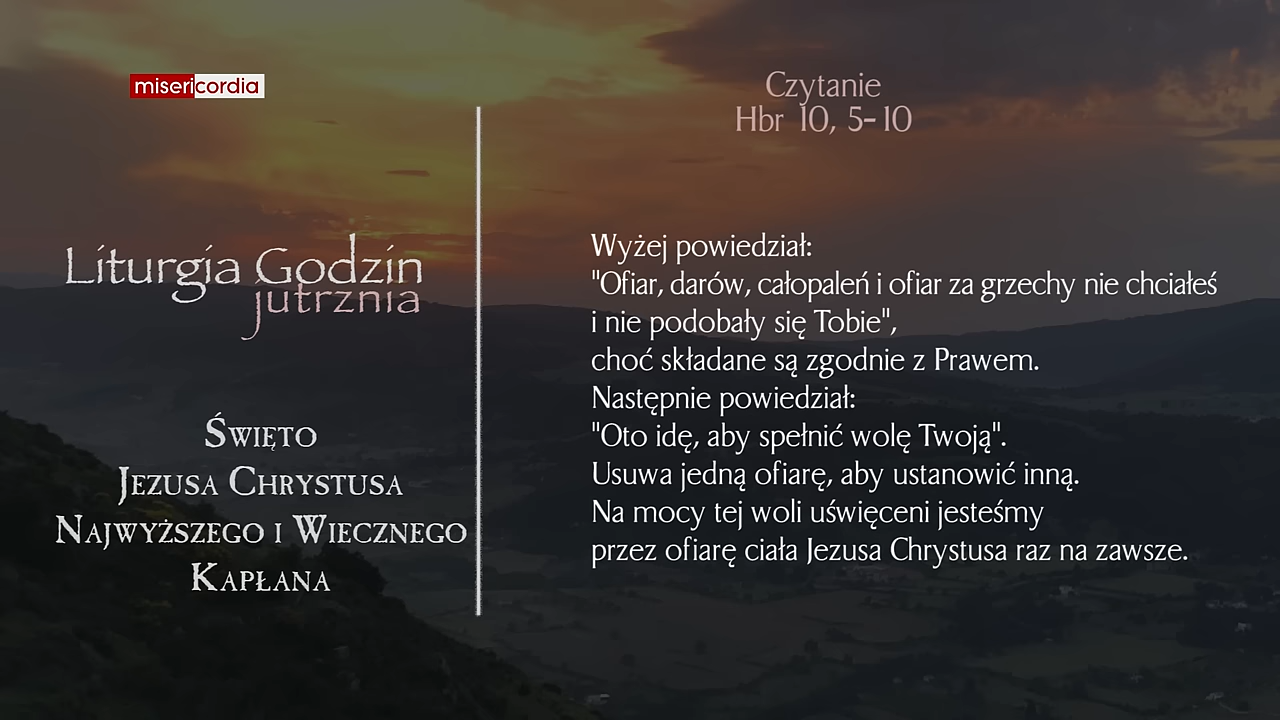 misericordia
Liturgia Godzin
jutrznia
Święto
Jezusa Chrystusa
Najwyższego i Wiecznego
Kapłana
Czytanie
Hbr 10, 5-10
Wyżej powiedział:
"Ofiar, darów, całopaleń i ofiar za grzechy nie chciałeś
i nie podobały się Tobie",
choć składane są zgodnie z Prawem.
Następnie powiedział:
"Oto idę, aby spełnić wolę Twoją".
Usuwa jedną ofiarę, aby ustanowić inną.
Na mocy tej woli uświęceni jesteśmy
przez ofiarę ciała Jezusa Chrystusa raz na zawsze.